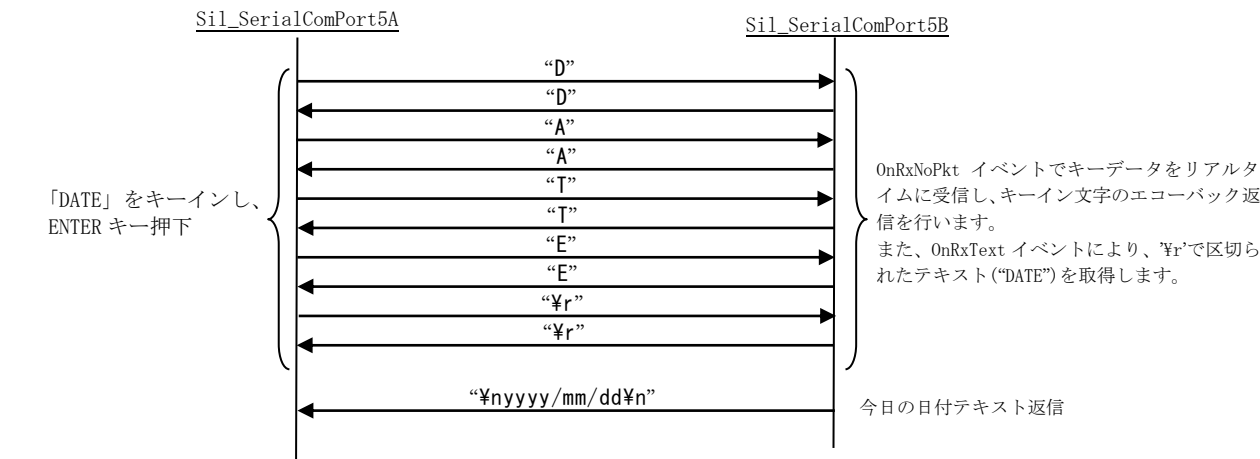 Sil_SerialComPort5A
Sil_SerialComPort5B
“D”
“D”
“A”
“A”
“T”
“T”
“E”
“E”
“¥r”
“¥r”
“¥nyyyy/mm/dd¥n”
「DATE」をキーインし、
ENTER キー押下
OnRxNoPkt イベントでキーデータをリアルタ
イムに受信し、キーイン文字のエコーバック返
信を行います。
また、OnRxText イベントにより、’¥r’で区切ら
れたテキスト(“DATE”)を取得します。
今日の日付テキスト返信